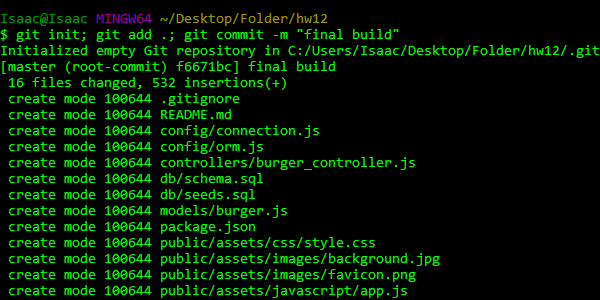 Isaac@Isaac MINGW64 ~/Desktop/Folder/hw12
$ git init; git add .; git commit -m "final build"
Initialized empty Git repository in C:/Users/Isaac/Desktop/Folder/hw12/.git
[master (root-commit) f6671bc] final build
 16 files changed, 532 insertions(+)
 create mode 100644 .gitignore
 create mode 100644 README.md
 create mode 100644 config/connection.js
 create mode 100644 config/orm.js
 create mode 100644 controllers/burger_controller.js
 create mode 100644 db/schema.sql
 create mode 100644 db/seeds.sql
 create mode 100644 models/burger.js
 create mode 100644 package.json
 create mode 100644 public/assets/css/style.css
 create mode 100644 public/assets/images/background.jpg
 create mode 100644 public/assets/images/favicon.png
 create mode 100644 public/assets/javascript/app.js